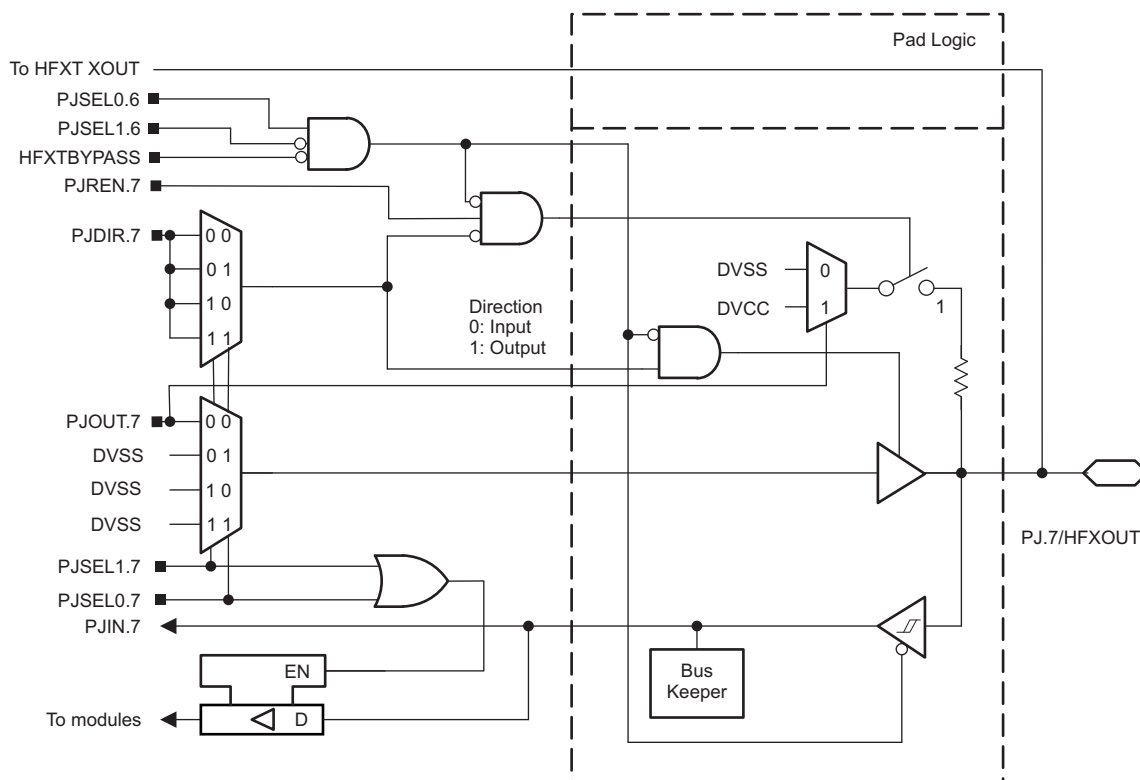 Pad Logic
To HFXT XOUT
PJSEL0.6
PJSEL1.6
HFXTBYPASS
PJREN.7
PJDIR.7
0 0
0 1
1 0
1 1
Direction
0: Input
1: Output
DVSS
0
DVCC
1
1
PJOUT.7
0 0
DVSS
0 1
DVSS
1 0
DVSS
1 1
PJ.7/HFXOUT
PJSEL1.7
PJSEL0.7
PJIN.7
EN
Bus
Keeper
To modules
D